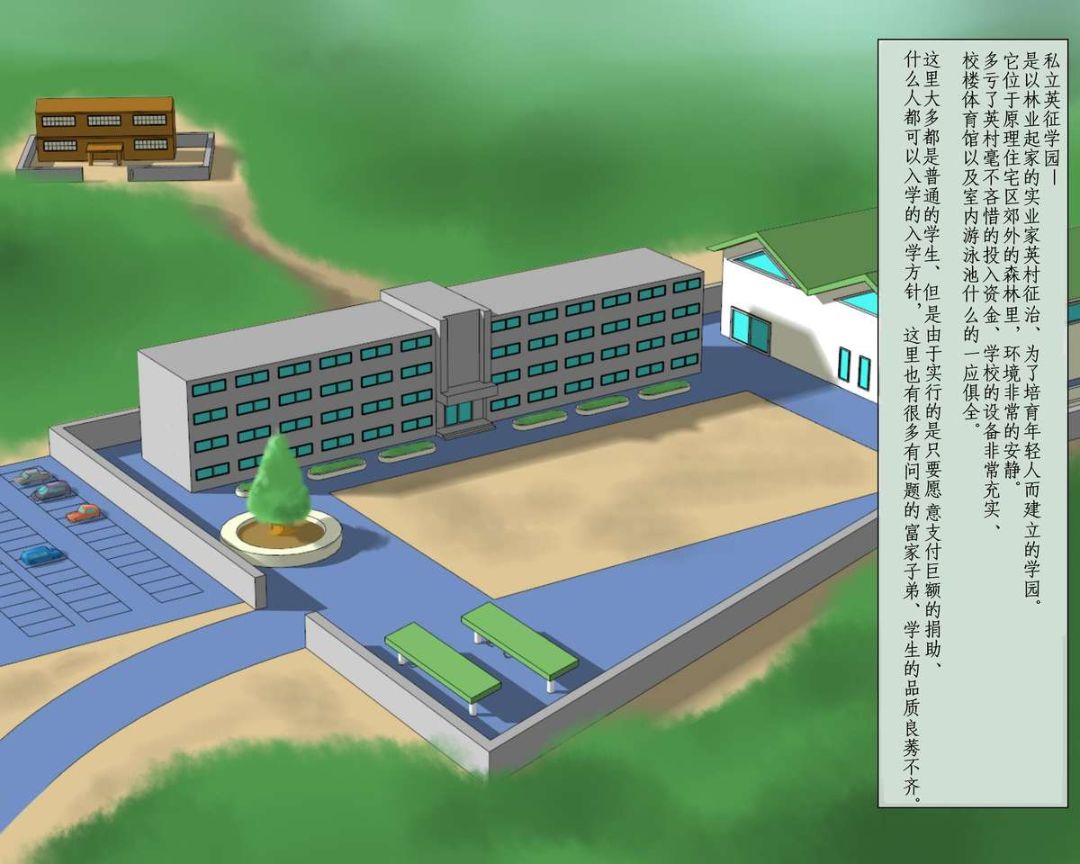 私立英征学园—
是以林业起家的实业家英村征治、为了培育年轻人而建立的学园。
它位于原理住宅区郊外的森林里，环境非常的安静。
多亏了英村毫不吝惜的投入资金、学校的设备非常充实、
校楼体育馆以及室内游泳池什么的一应俱全。
这里大多都是普通的学生、但是由于实行的是只要愿意支付巨额的捐助、
什么人都可以入学的入学方针，这里也有很多有问题的富家子弟、学生的品质良莠不齐。